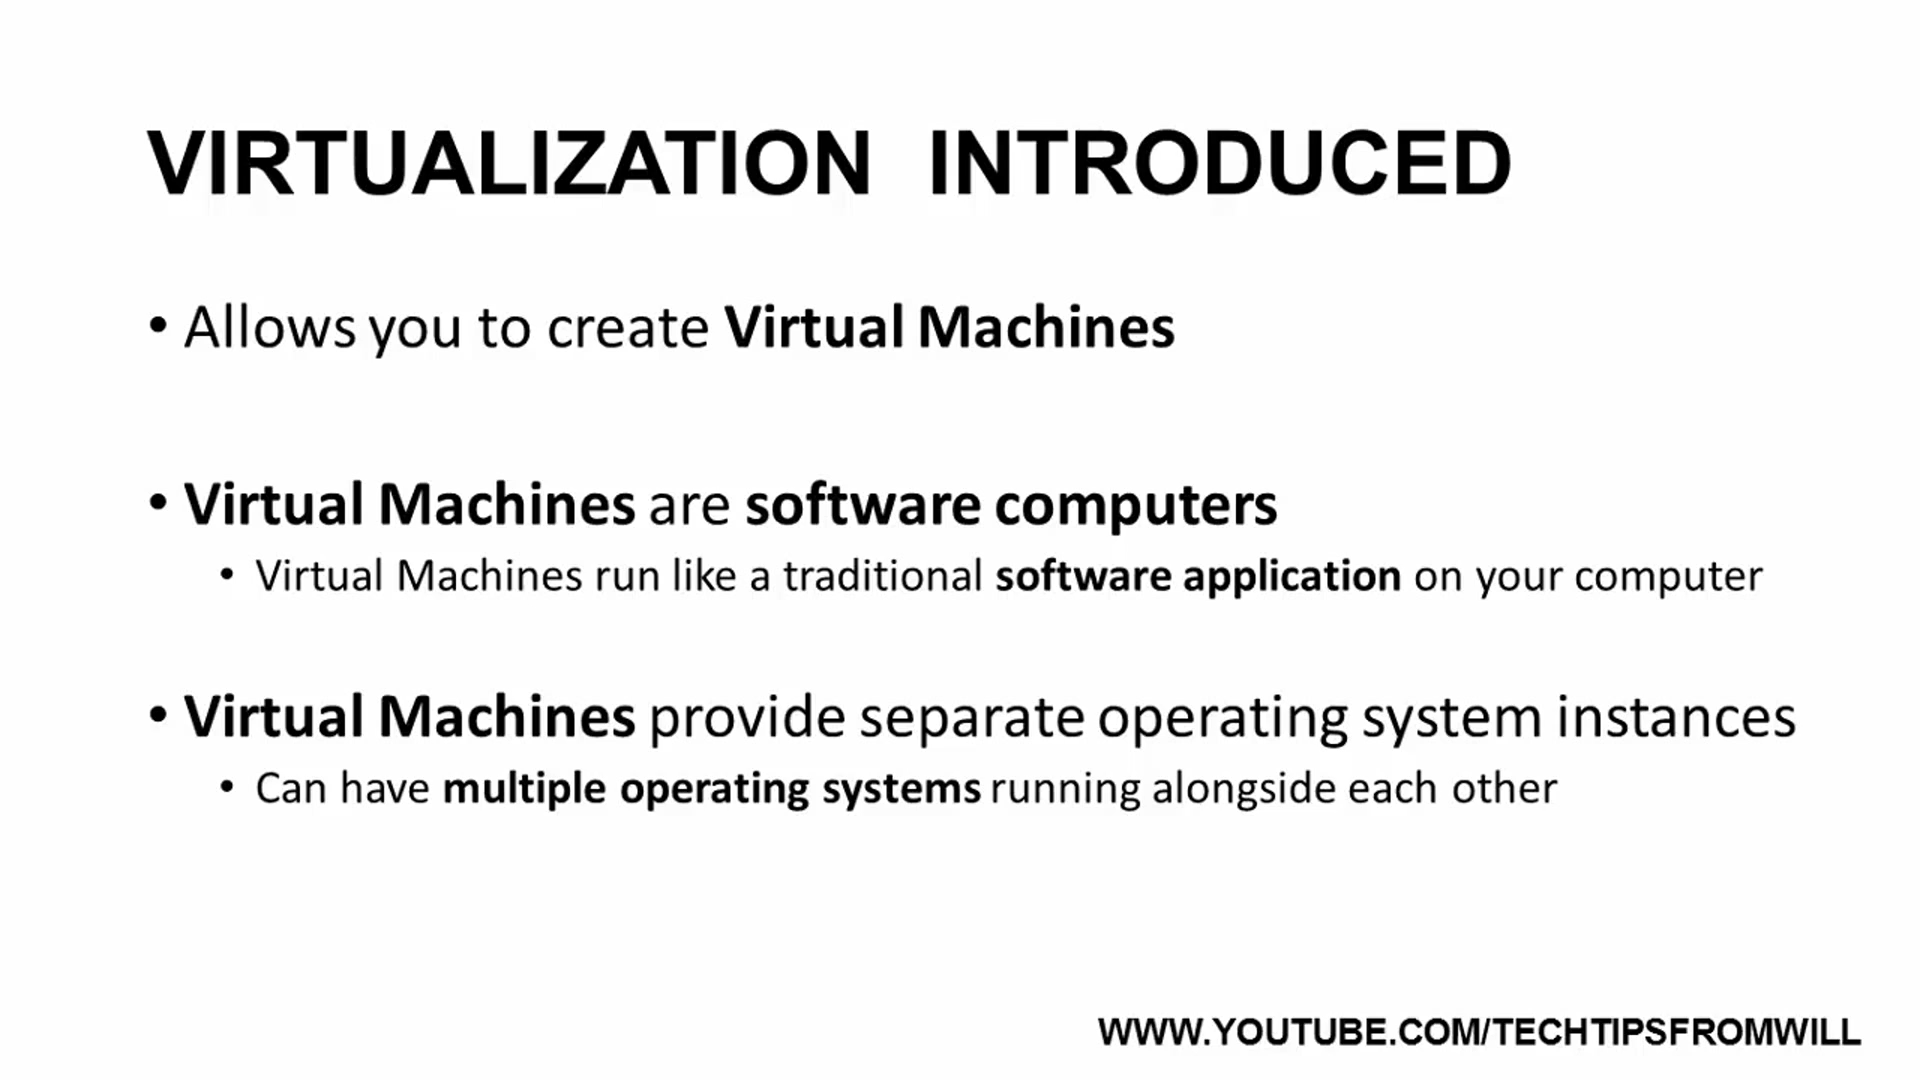 VIRTUALIZATION INTRODUCED
• Allows you to create Virtual Machines
• Virtual Machines are software computers
• Virtual Machines run like a traditional software application on your computer
• Virtual Machines provide separate operating system instances
• Can have multiple operating systems running alongside each other
WWW.YOUTUBE.COM/TECHTIPSFROMWILL